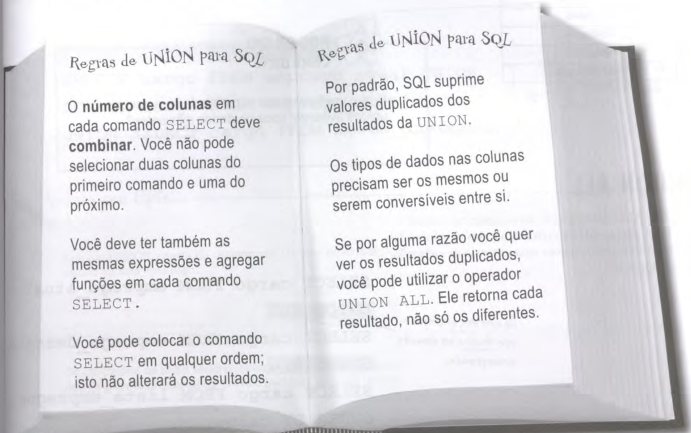 Regras de UNION para SQL
O número de colunas em
cada comando SELECT deve
combinar. Você não pode
selecionar duas colunas do
primeiro comando e uma do
próximo.
Você deve ter também as
mesmas expressões e agregar
funções em cada comando
SELECT.
Você pode colocar o comando
SELECT em qualquer ordem;
isto não alterará os resultados.
Regras de UNION para SQL
Por padrão, SQL suprime
valores duplicados dos
resultados da UNION.
Os tipos de dados nas colunas
precisam ser os mesmos ou
serem conversíveis entre si.
Se por alguma razão você quer
ver os resultados duplicados,
você pode utilizar o operador
UNION ALL. Ele retorna cada
resultado, não só os diferentes.